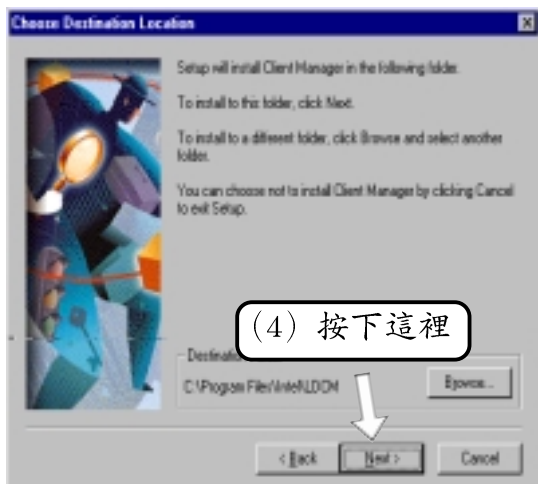 Choose Destination Location
Setup will install Client Manager in the following folder.
To install to this folder, click Next.
To install to a different folder, click Browse and select another
folder.
You can choose not to install Client Manager by clicking Cancel
to exit Setup.
(4) 按下這裡
Destinatio
C:\Program Files\Intel\LDCM
Browse...
< Back
Next >
Cancel